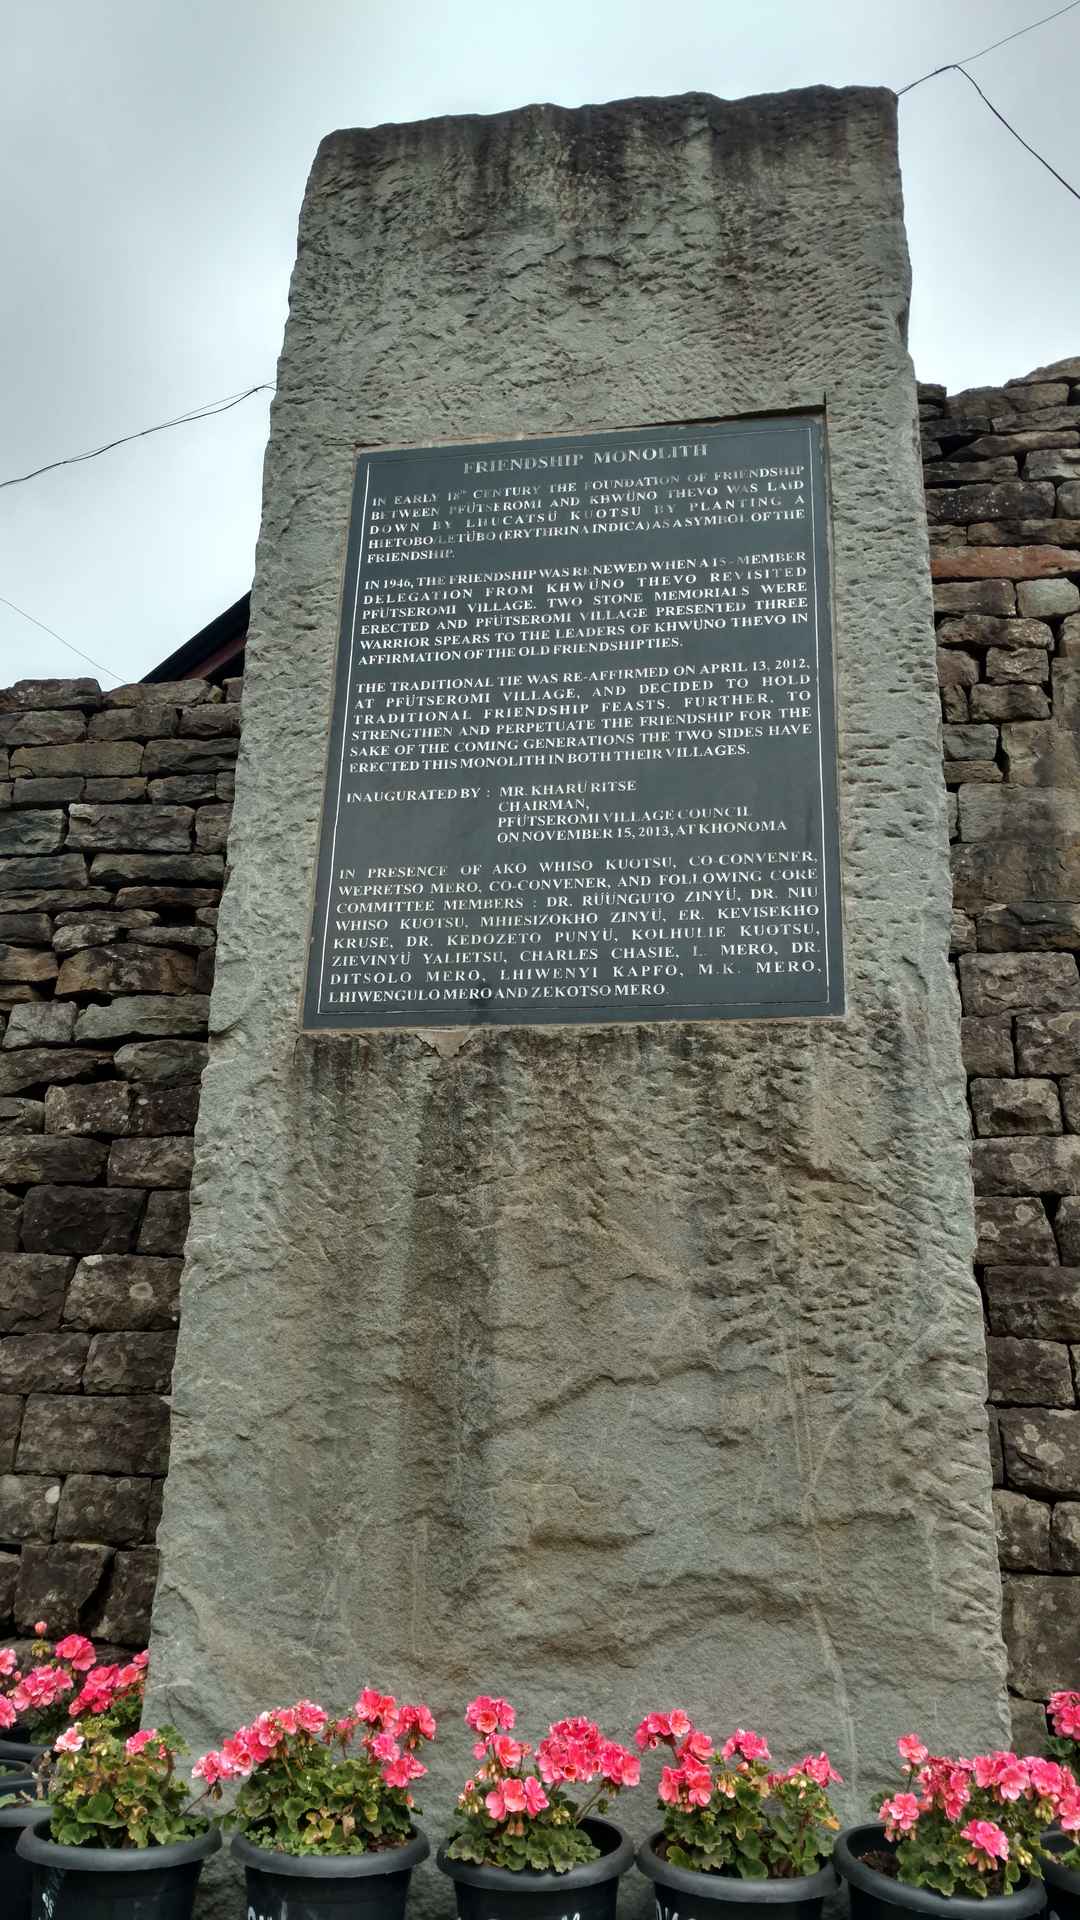 FRIENDSHIP MONOLITH
IN EARLY 18TH CENTURY THE FOUNDATION OF FRIENDSHIP
BETWEEN PFÜTSEROMI AND KHWÜNO THEVO WAS LAID
DOWN BY LHUCATSÜ KUOTSU BY PLANTING A
HIETOBO/LETÜBO (ERYTHRINA INDICA) AS A SYMBOL OF THE
FRIENDSHIP.
IN 1946, THE FRIENDSHIP WAS RENEWED WHEN A 15 - MEMBER
DELEGATION FROM KHWÜNO THEVO REVISITED
PFÜTSEROMI VILLAGE. TWO STONE MEMORIALS WERE
ERECTED AND PFÜTSEROMI VILLAGE PRESENTED THREE
WARRIOR SPEARS TO THE LEADERS OF KHWÜNO THEVO IN
AFFIRMATION OF THE OLD FRIENDSHIPTIES.
THE TRADITIONAL TIE WAS RE-AFFIRMED ON APRIL 13, 2012,
AT PFÜTSEROMI VILLAGE, AND DECIDED TO HOLD
TRADITIONAL FRIENDSHIP FEASTS. FURTHER, TO
STRENGTHEN AND PERPETUATE THE FRIENDSHIP FOR THE
SAKE OF THE COMING GENERATIONS THE TWO SIDES HAVE
ERECTED THIS MONOLITH IN BOTH THEIR VILLAGES.
INAUGURATED BY : MR. KHARÜ RITSE
CHAIRMAN,
PFÜTSEROMI VILLAGE COUNCIL
ON NOVEMBER 15, 2013, AT KHONOMA
IN PRESENCE OF AKO WHISO KUOTSU, CO-CONVENER,
WEPRETSO MERO, CO-CONVENER, AND FOLLOWING CORE
COMMITTEE MEMBERS : DR. RÜÜNGUTO ZINYÜ, DR. NIU
WHISO KUOTSU, MHIESIZOKHO ZINYÜ, ER. KEVISEKHO
KRUSE, DR. KEDOZETO PUNYÜ, KOLHULIE KUOTSU,
ZIEVINYÜ YALIETSU, CHARLES CHASIE, L. MERO, DR.
DITSOLO MERO, LHIWENYI KAPFO, M.K. MERO,
LHIWENGULO MERO AND ZEKOTSO MERO.